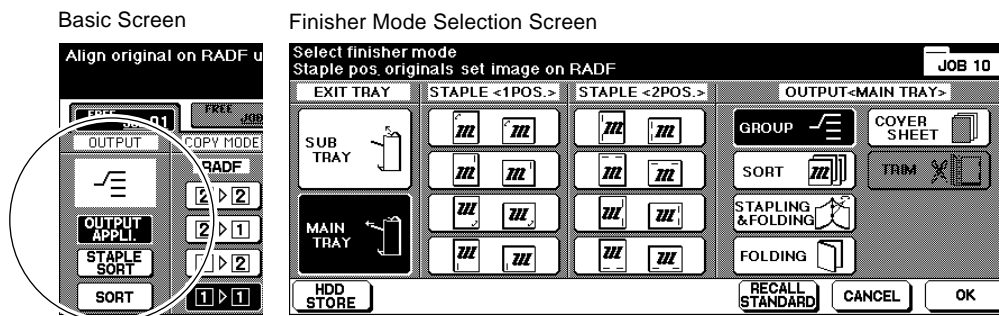 Basic Screen
Align original on RADF u
FREE
01
FREE
JOB
OUTPUT
COPY MODE
RADF
2 ▷ 2
OUTPUT
APPLI.
2 ▷ 1
STAPLE
SORT
1 ▷ 2
SORT
1 ▷ 1
Finisher Mode Selection Screen
Select finisher mode
Staple pos. originals set image on RADF
JOB 10
EXIT TRAY
STAPLE <1POS.>
STAPLE <2POS.>
OUTPUT<MAIN TRAY>
SUB
TRAY
MAIN
TRAY
GROUP
COVER
SHEET
SORT
TRIM
STAPLING
&FOLDING
FOLDING
HDD
STORE
RECALL
STANDARD
CANCEL
OK